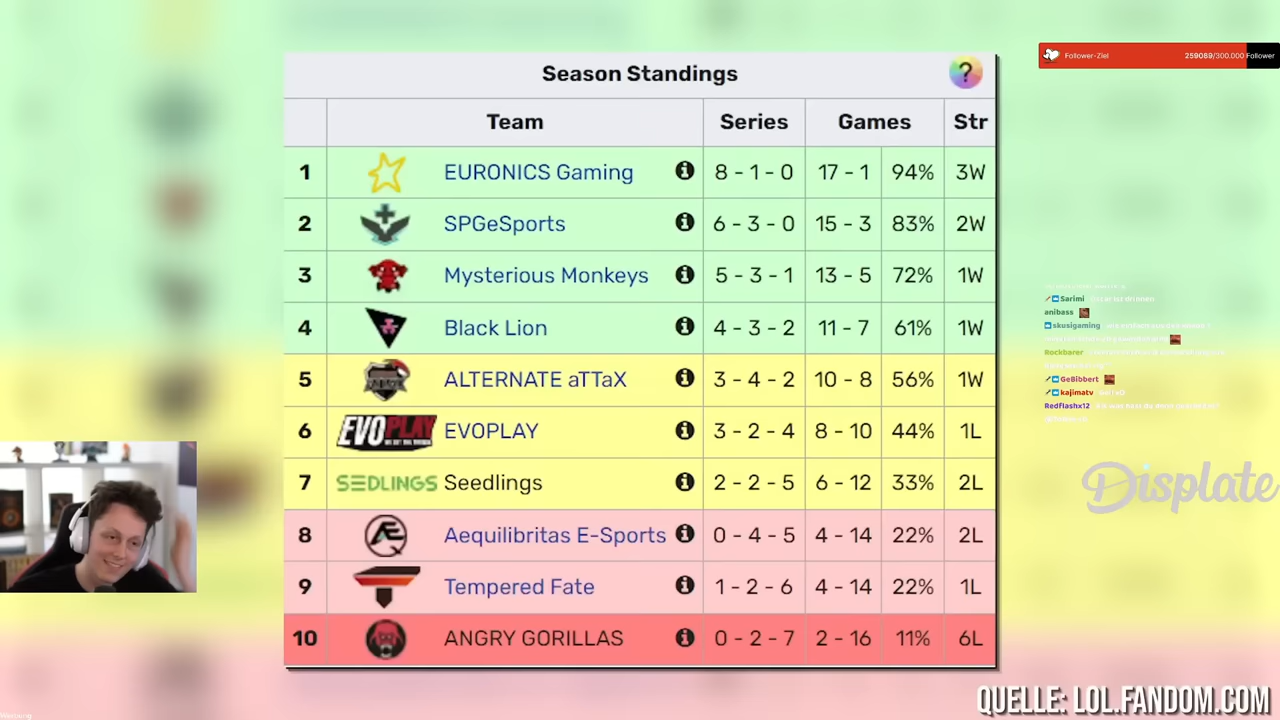 Season Standings ?
Team Series Games Str
1 EURONICS Gaming 8 - 1 - 0 17 - 1 94% 3W
2 SPGeSports 6 - 3 - 0 15 - 3 83% 2W
3 Mysterious Monkeys 5 - 3 - 1 13 - 5 72% 1W
4 Black Lion 4 - 3 - 2 11 - 7 61% 1W
5 ALTERNATE aTTaX 3 - 4 - 2 10 - 8 56% 1W
6 EVOPLAY EVOPLAY 3 - 2 - 4 8 - 10 44% 1L
7 SEDLINGS Seedlings 2 - 2 - 5 6 - 12 33% 2L
8 Aequilibritas E-Sports 0 - 4 - 5 4 - 14 22% 2L
9 Tempered Fate 1 - 2 - 6 4 - 14 22% 1L
10 ANGRY GORILLAS 0 - 2 - 7 2 - 16 11% 6L
Follower-Ziel 259089/300.000 Follower
Sarimi
anibass
skusigaming
Rockbarer
GeBibbert
kajimatv
Redflashx12
Displate
QUELLE: LOL.FANDOM.COM
Werbung